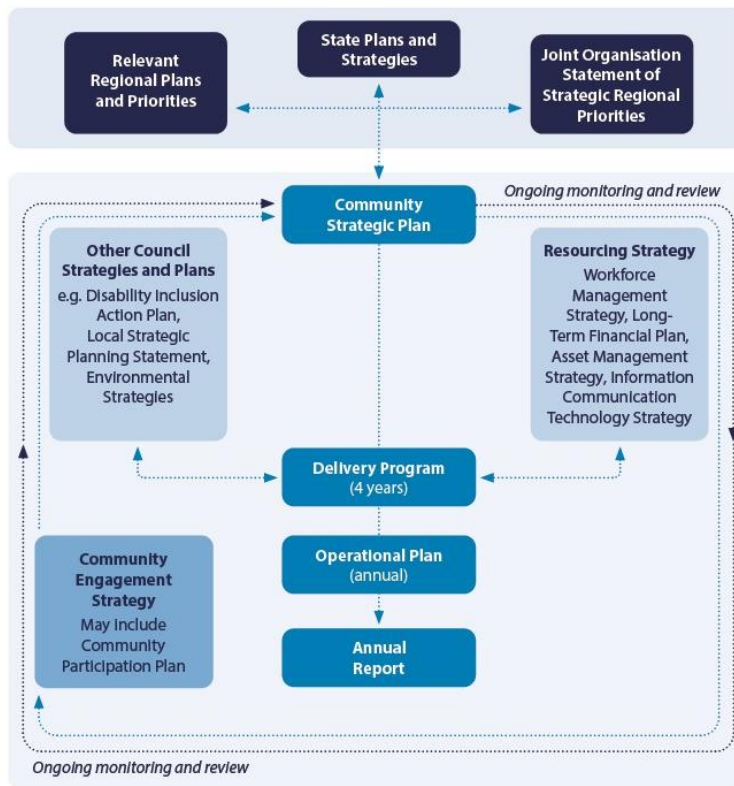 Relevant
Regional Plans
and Priorities
State Plans and
Strategies
Joint Organisation
Statement of
Strategic Regional
Priorities
Ongoing monitoring and review
Community
Strategic Plan
Other Council
Strategies and Plans
e.g. Disability Inclusion
Action Plan,
Local Strategic
Planning Statement,
Environmental
Strategies
Resourcing Strategy
Workforce
Management
Strategy, Long-
Term Financial Plan,
Asset Management
Strategy, Information
Communication
Technology Strategy
Delivery Program
(4 years)
Community
Engagement
Strategy
May Include
Community
Participation Plan
Operational Plan
(annual)
Annual
Report
Ongoing monitoring and review